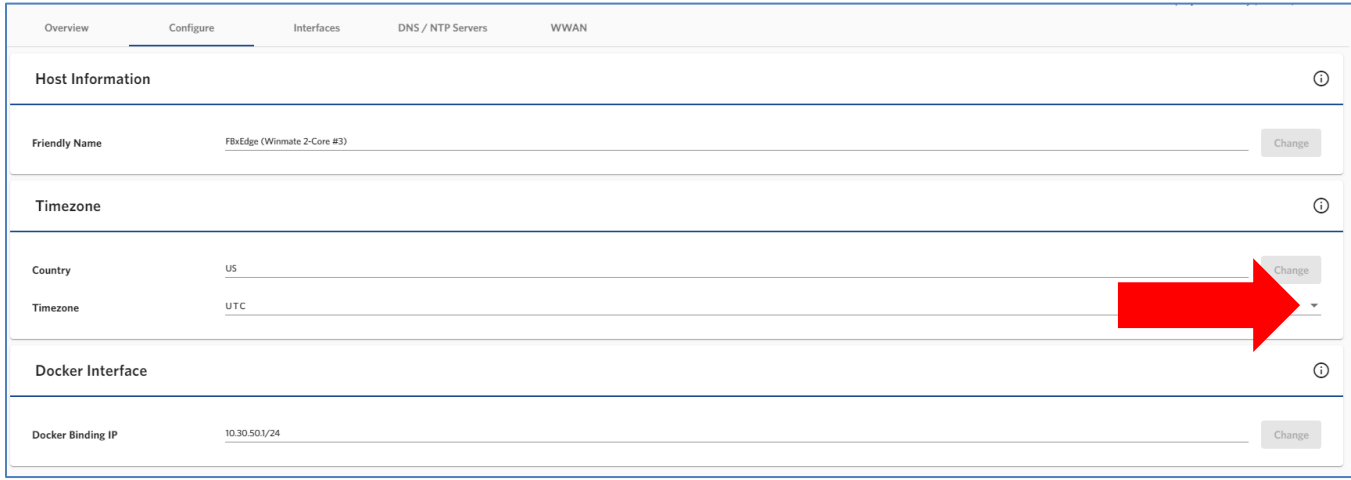 Overview Configure Interfaces DNS / NTP Servers WWAN
Host Information
Friendly Name FBxEdge (Winmate 2-Core #3) Change
Timezone
Country US Change
Timezone UTC
Docker Interface
Docker Binding IP 10.30.50.1/24 Change